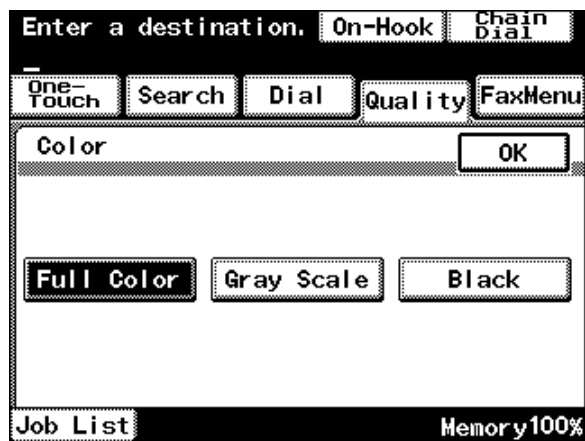 Enter a destination. On-Hook Chain Dial
One-Touch Search Dial Quality FaxMenu
Color OK
Full Color Gray Scale Black
Job List Memory100%